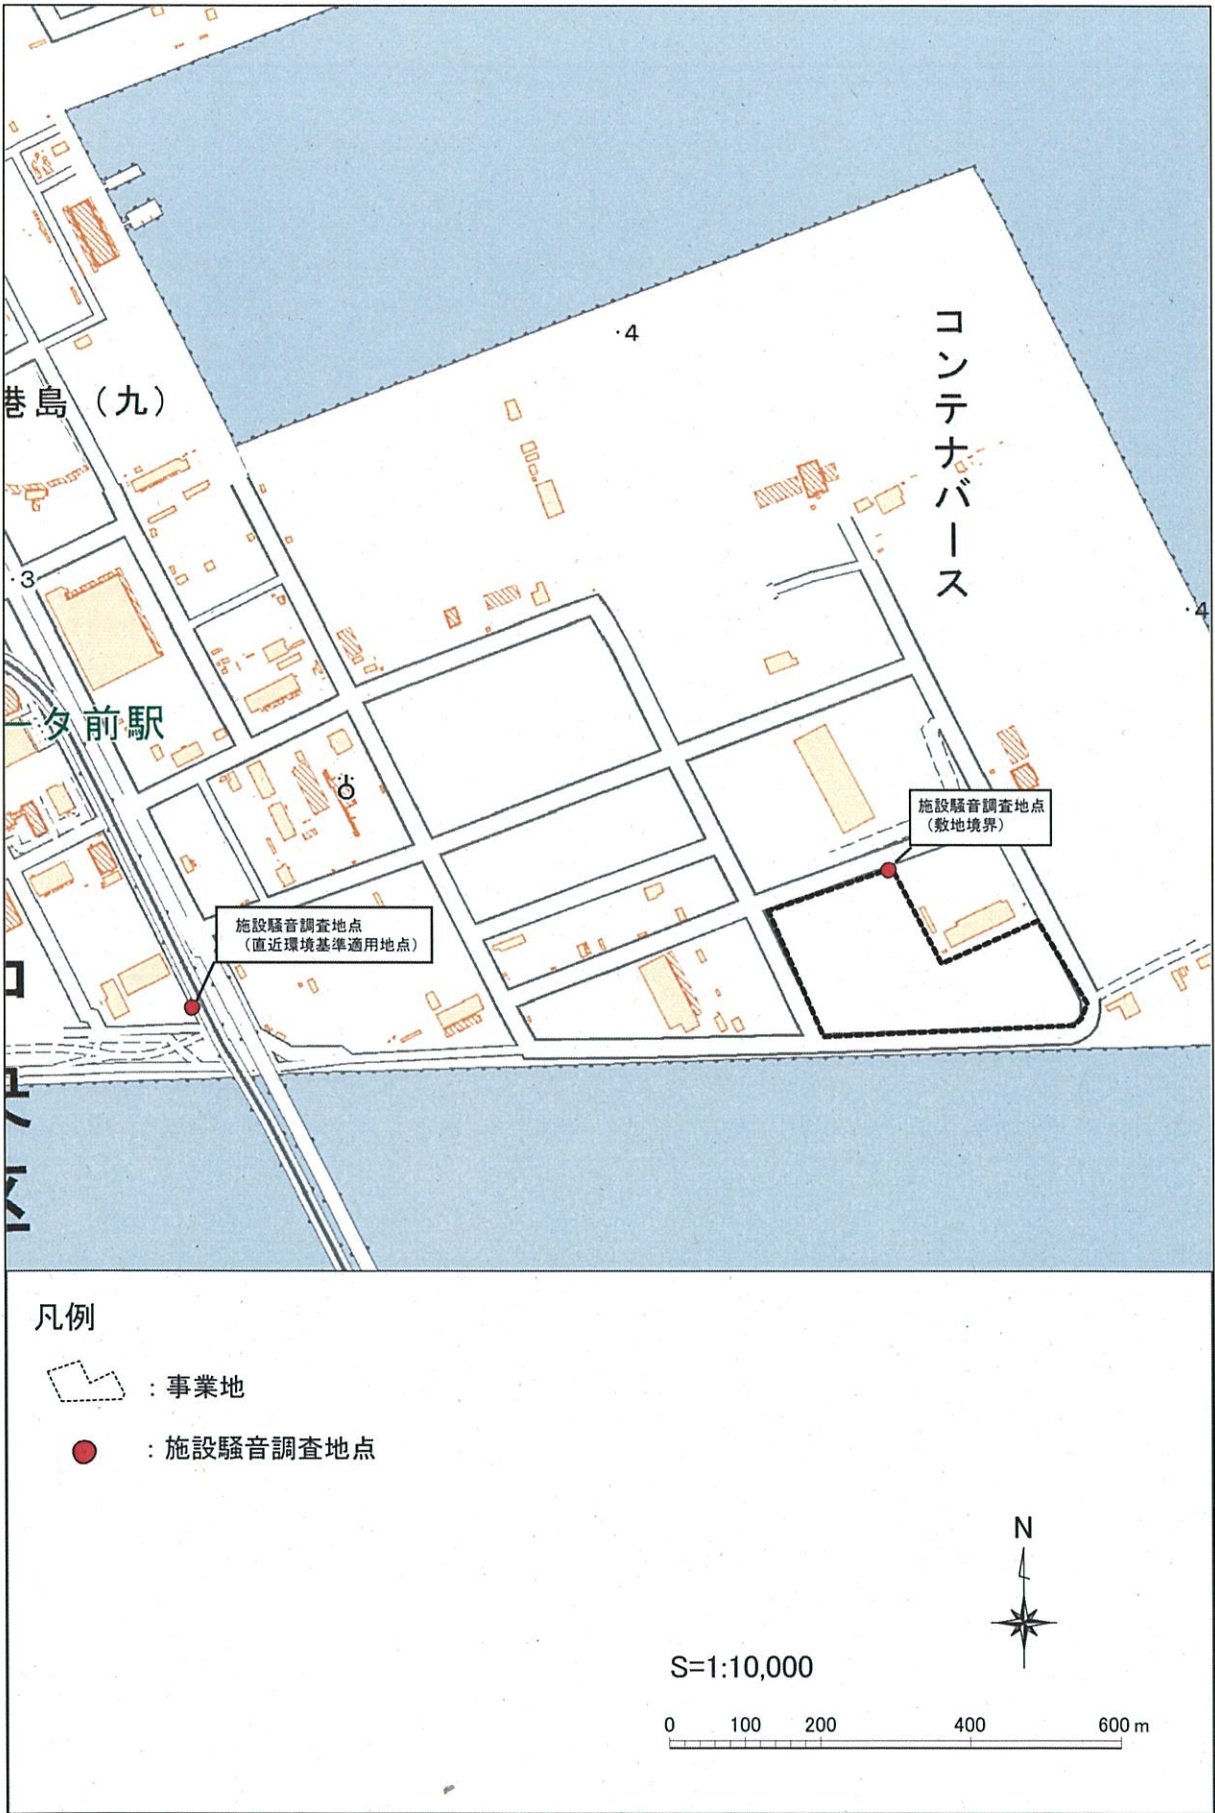 ·4
コンテナバース
港島（九）
·3
·4
ータ前駅
施設騒音調査地点
（敷地境界）
施設騒音調査地点
（直近環境基準適用地点）
凡例
：事業地
：施設騒音調査地点
N
S=1:10,000
0 100 200 400 600 m